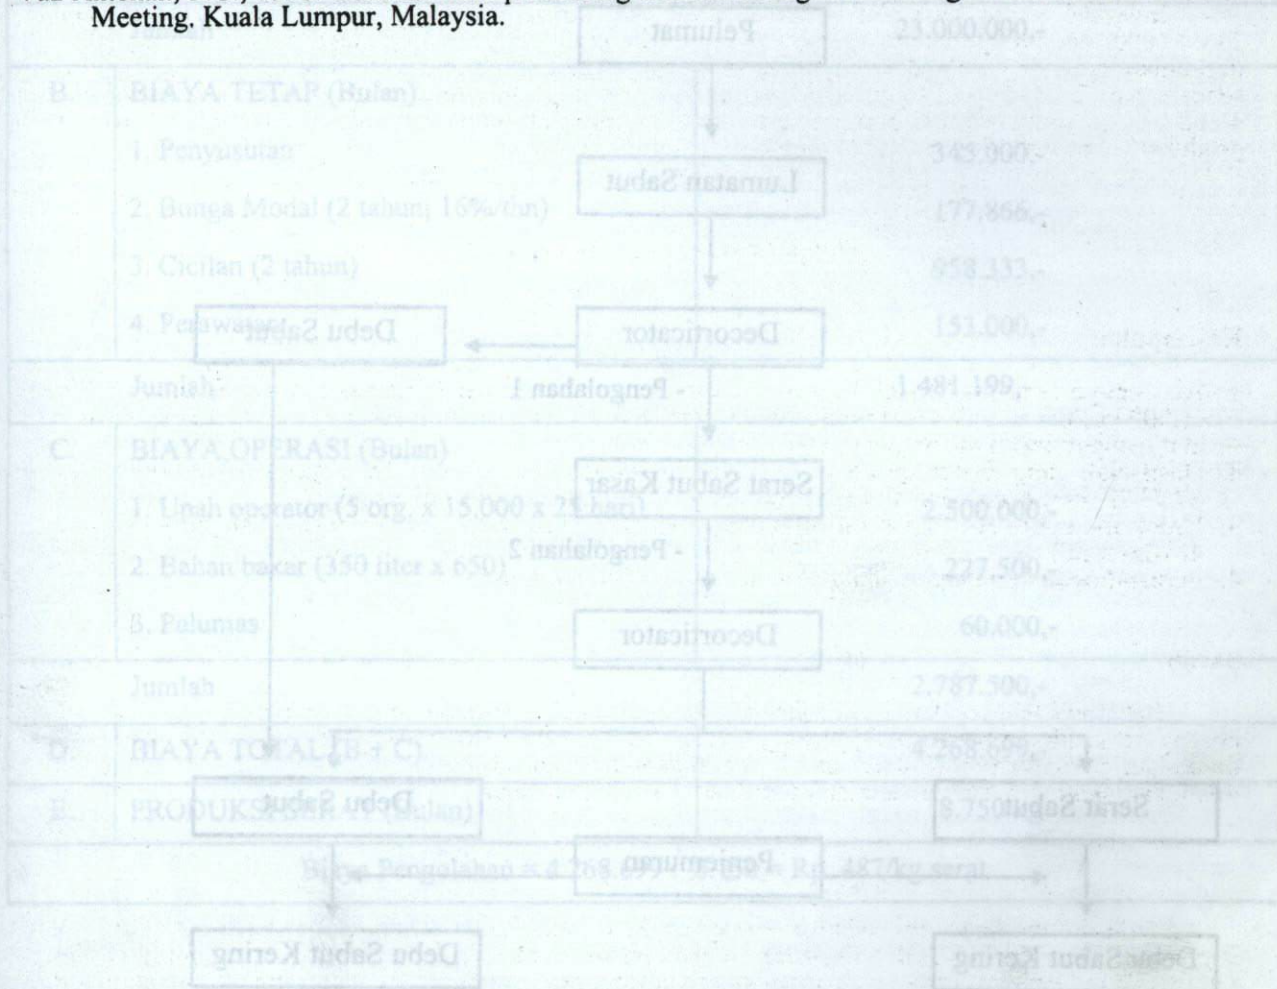 Meeting. Kuala Lumpur, Malaysia.
Jumlah 23.000.000,-
Pelumat
B. BIAYA TETAP (Bulan)
1. Penyusutan 345.000,-
Lumatan Sabut
2. Bunga Modal (2 tahun; 16%/thn) 177.866,-
3. Cicilan (2 tahun) 958.333,-
4. Perawatan 153.000,-
Debu Sabut Decorticator
Jumlah 1.481.199,-
- Pengolahan 1
C. BIAYA OPERASI (Bulan)
Serat Sabut Kasar
1. Upah operator (5 org. x 15.000 x 25 hari) 2.500.000,-
- Pengolahan 2
2. Bahan bakar (350 liter x 650) 227.500,-
3. Pelumas 60.000,-
Decorticator
Jumlah 2.787.500,-
D. BIAYA TOTAL (B + C) 4.268.699,-
Debu Sabut Serat Sabut
E. PRODUKSI (Bulan) 8.750
Penjemuran
Biaya Pengolahan = 4.268.699 = Rp. 487/kg serat
Debu Sabut Kering Sabut Kering